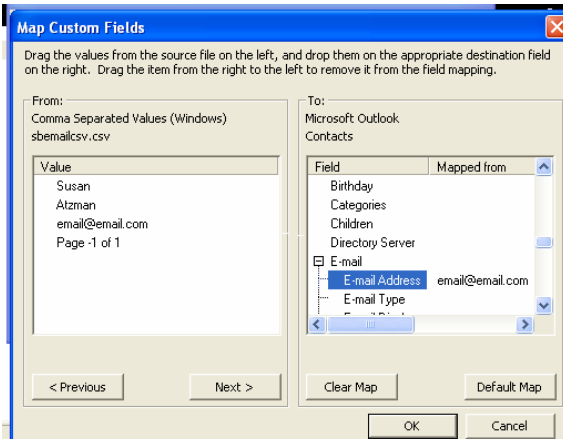 Map Custom Fields
Drag the values from the source file on the left, and drop them on the appropriate destination field
on the right. Drag the item from the right to the left to remove it from the field mapping.
From:
Comma Separated Values (Windows)
sbemailcsv.csv
Value
Susan
Atzman
email@email.com
Page -1 of 1
< Previous
Next >
To:
Microsoft Outlook
Contacts
Field Mapped from
Birthday
Categories
Children
Directory Server
E-mail
E-mail Address email@email.com
E-mail Type
Clear Map
Default Map
OK
Cancel